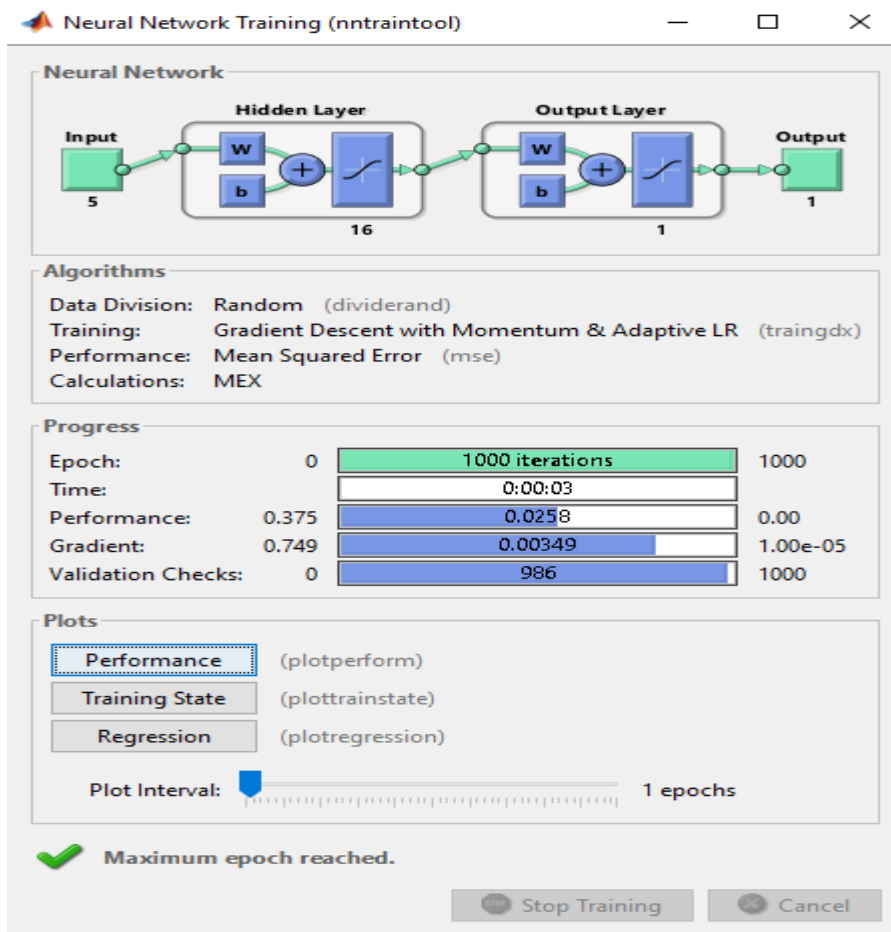 Neural Network Training (nntraintool)
Neural Network
Hidden Layer
Output Layer
Input
Output
W
b
+
W
b
+
5
16
1
1
Algorithms
Data Division: Random (dividerand)
Training: Gradient Descent with Momentum & Adaptive LR (traingdx)
Performance: Mean Squared Error (mse)
Calculations: MEX
Progress
Epoch: 0 1000 iterations 1000
Time: 0:00:03
Performance: 0.375 0.0258 0.00
Gradient: 0.749 0.00349 1.00e-05
Validation Checks: 0 986 1000
Plots
Performance (plotperform)
Training State (plottrainstate)
Regression (plotregression)
Plot Interval: 1 epochs
Maximum epoch reached.
STOP Stop Training Cancel